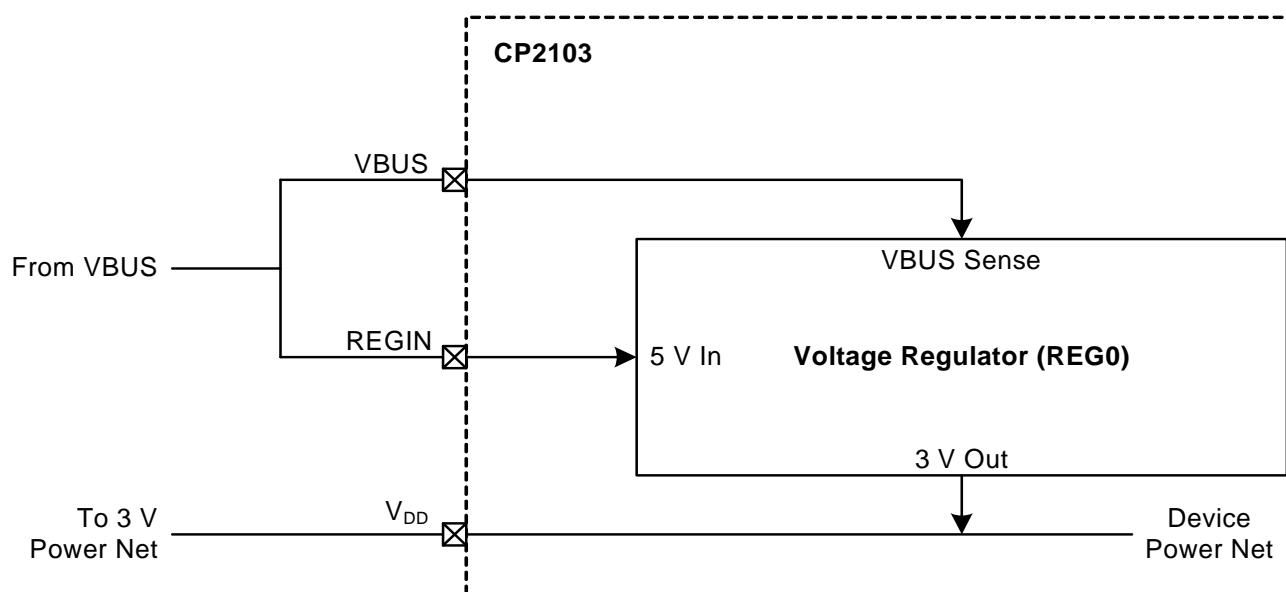 CP2103
VBUS
From VBUS
VBUS Sense
REGIN
5 V In
Voltage Regulator (REG0)
3 V Out
To 3 V
Power Net
VDD
Device
Power Net